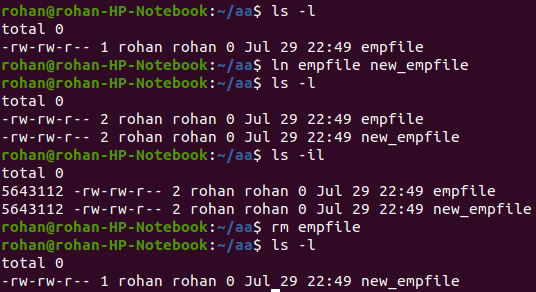 rohan@rohan-HP-Notebook:~/aa$ ls -l
total 0
-rw-rw-r-- 1 rohan rohan 0 Jul 29 22:49 empfile
rohan@rohan-HP-Notebook:~/aa$ ln empfile new_empfile
rohan@rohan-HP-Notebook:~/aa$ ls -l
total 0
-rw-rw-r-- 2 rohan rohan 0 Jul 29 22:49 empfile
-rw-rw-r-- 2 rohan rohan 0 Jul 29 22:49 new_empfile
rohan@rohan-HP-Notebook:~/aa$ ls -il
total 0
5643112 -rw-rw-r-- 2 rohan rohan 0 Jul 29 22:49 empfile
5643112 -rw-rw-r-- 2 rohan rohan 0 Jul 29 22:49 new_empfile
rohan@rohan-HP-Notebook:~/aa$ rm empfile
rohan@rohan-HP-Notebook:~/aa$ ls -l
total 0
-rw-rw-r-- 1 rohan rohan 0 Jul 29 22:49 new_empfile